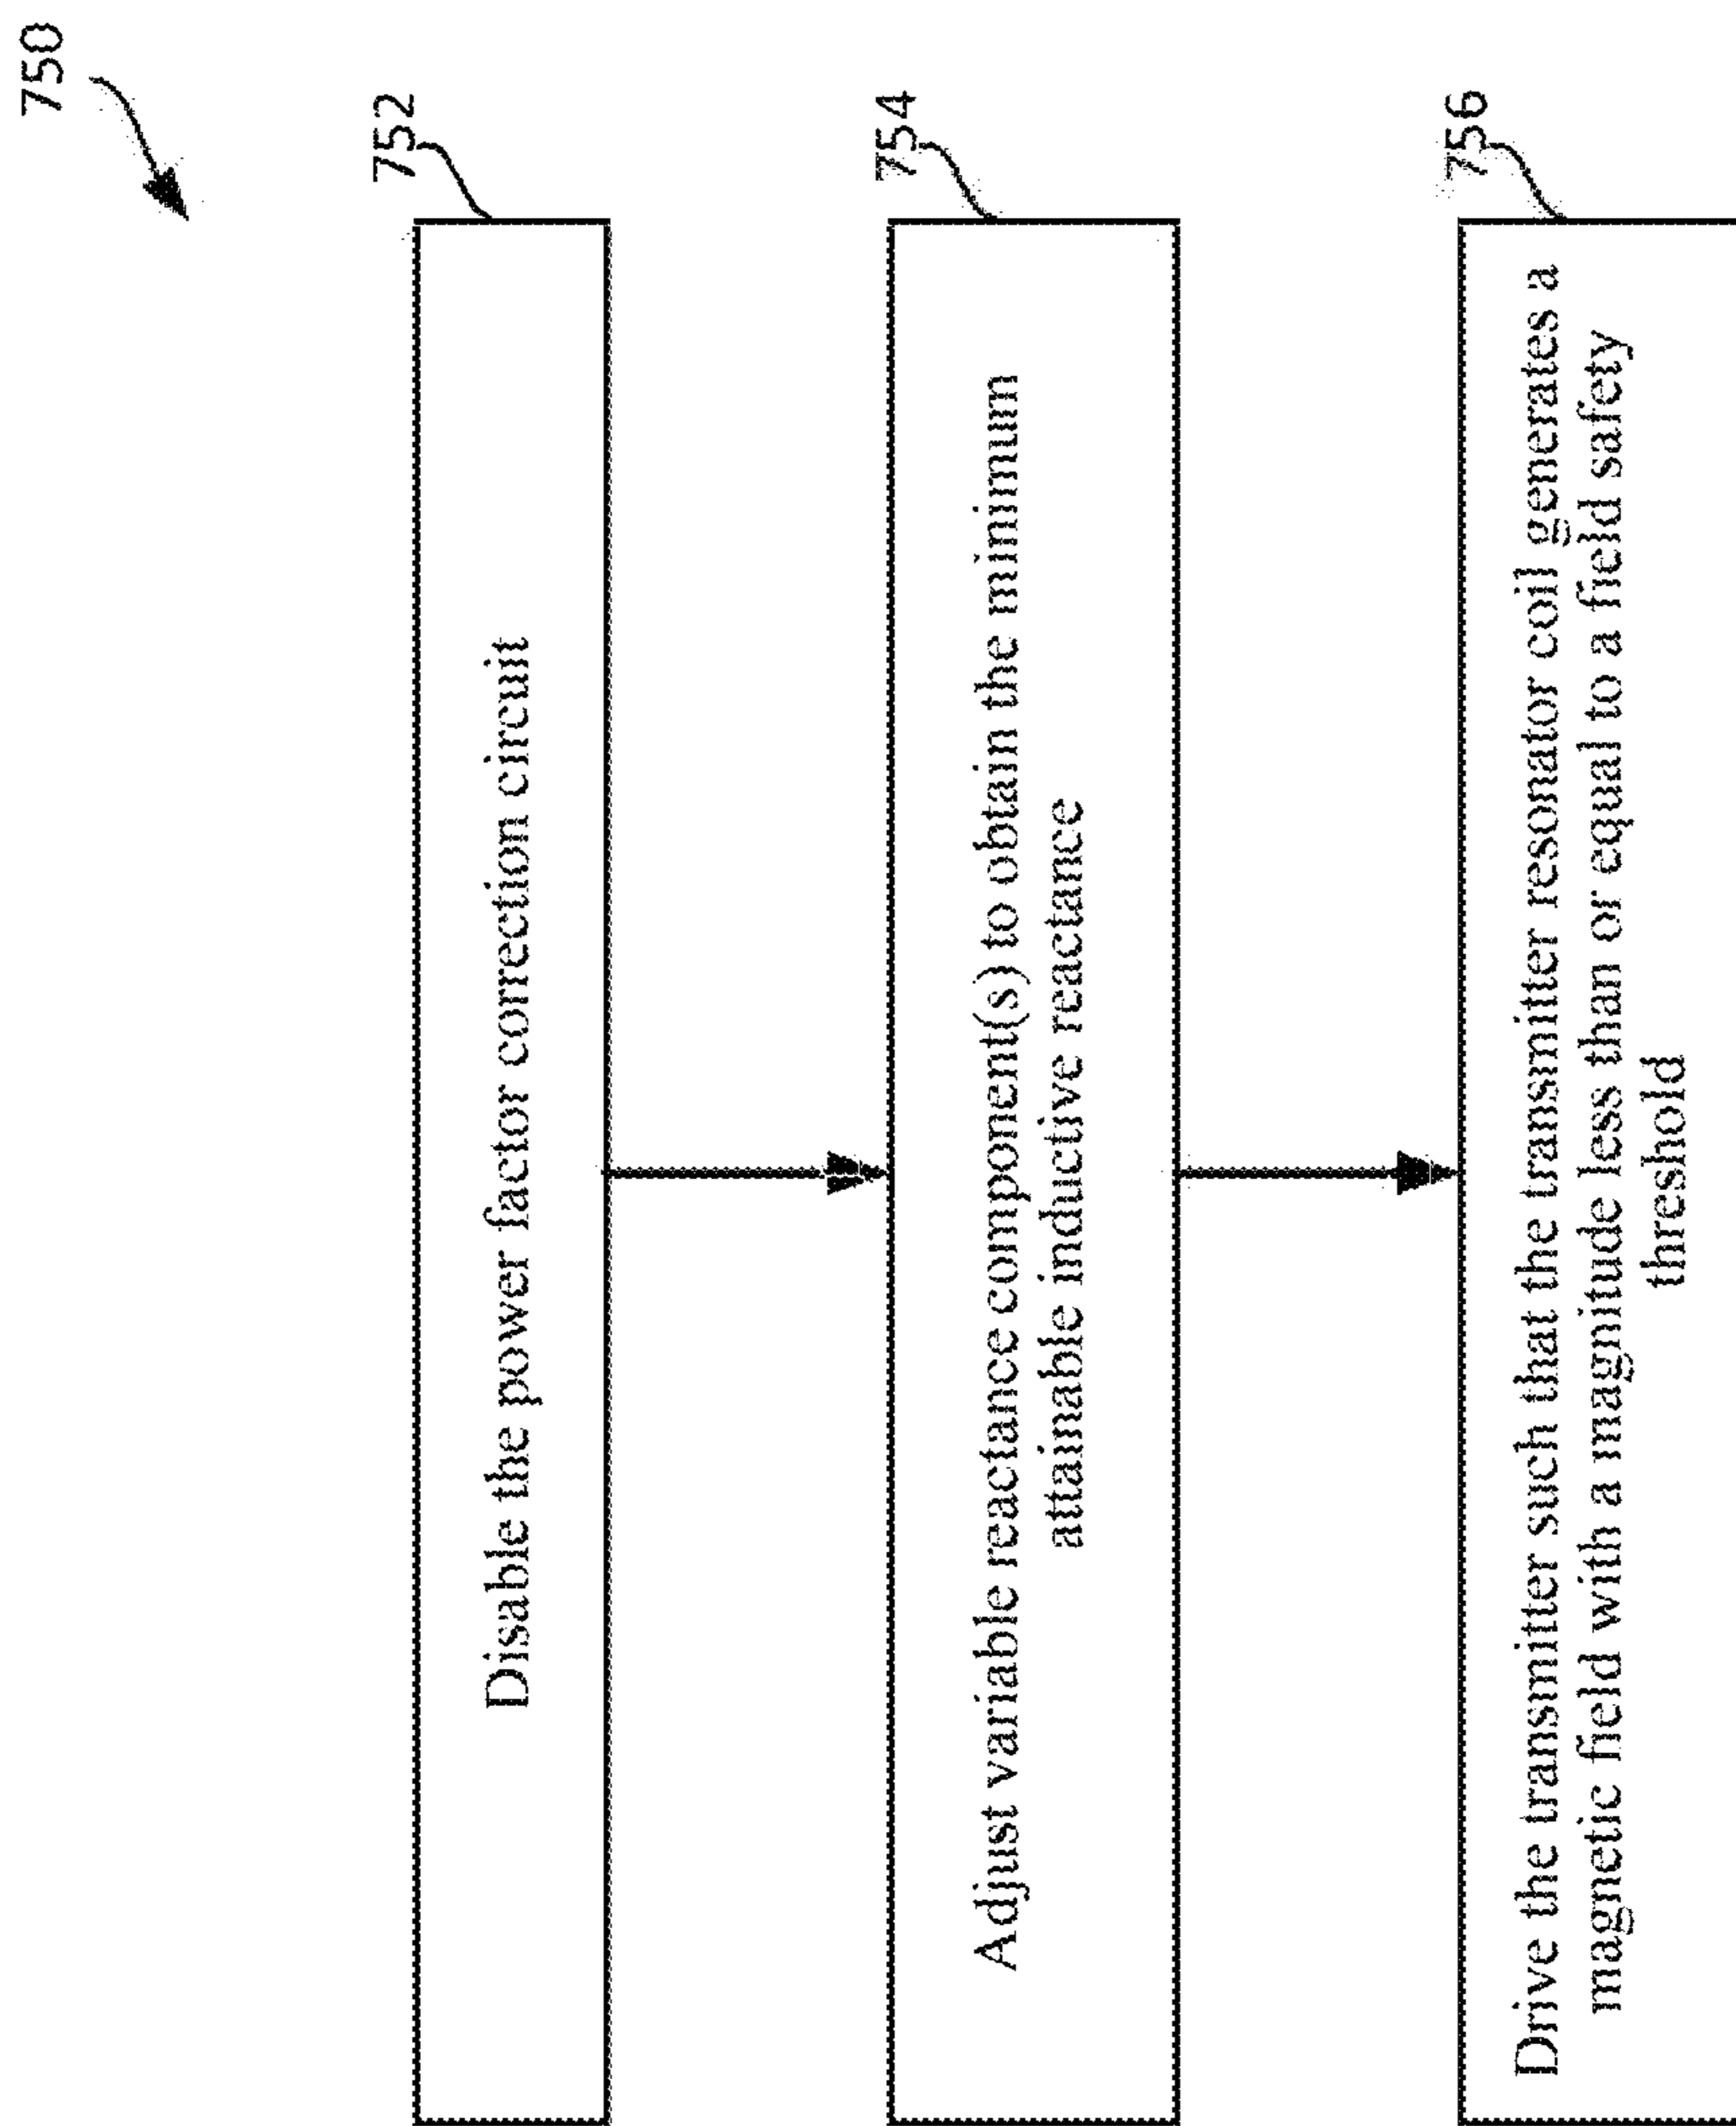 750
752
Disable the power factor correction circuit
754
Adjust variable reactance component(s) to obtain the minimum
attainable inductive reactance
756
Drive the transmitter such that the transmitter resonator coil generates a
magnetic field with a magnitude less than or equal to a field safety
threshold